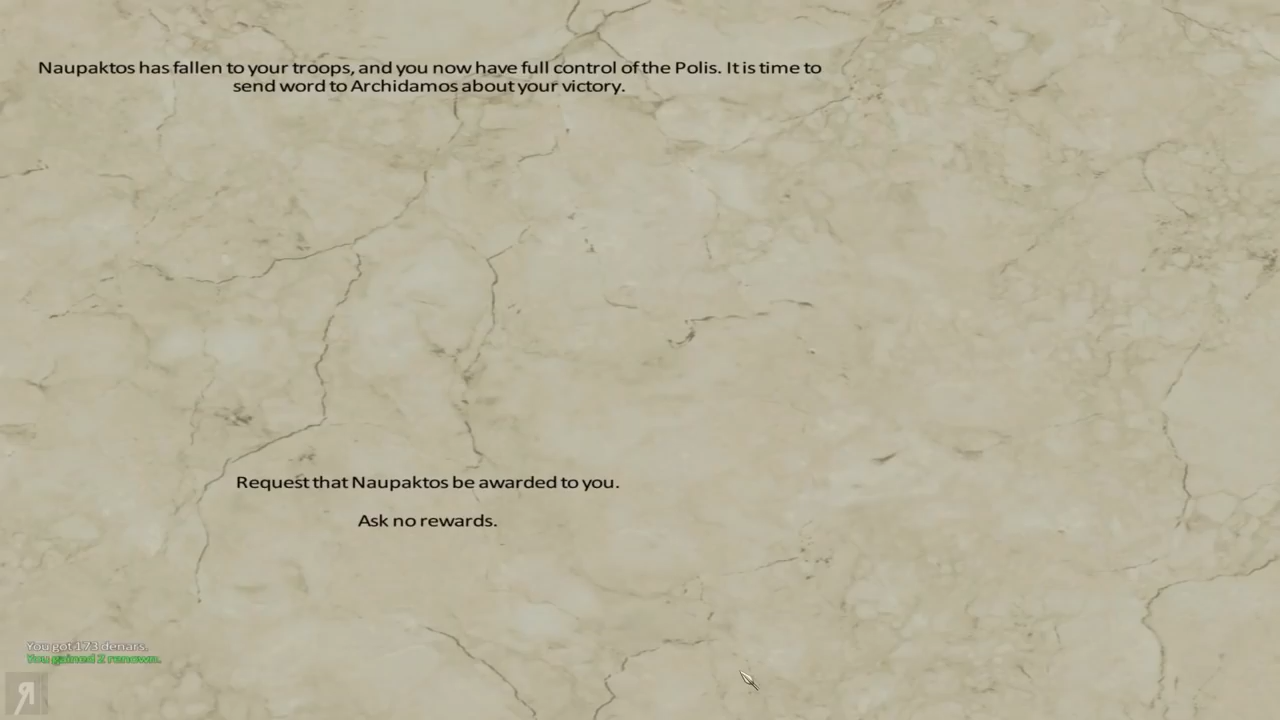 Naupaktos has fallen to your troops, and you now have full control of the Polis. It is time to
send word to Archidamos about your victory.
Request that Naupaktos be awarded to you.
Ask no rewards.
You got 173 denars.
You gained 2 renown.